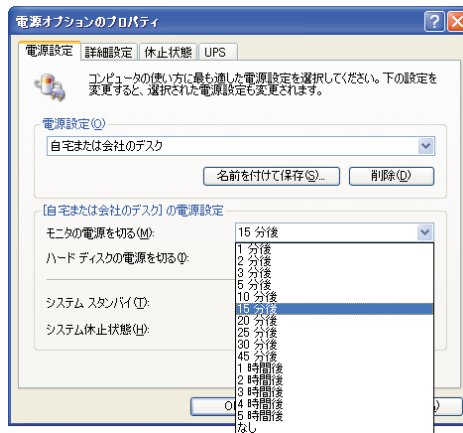 電源オプションのプロパティ
電源設定 詳細設定 休止状態 UPS
コンピュータの使い方に最も適した電源設定を選択してください。下の設定を
変更すると、選択された電源設定も変更されます。
電源設定(O)
自宅または会社のデスク
名前を付けて保存(S)... 削除(D)
[自宅または会社のデスク] の電源設定
モニタの電源を切る(M): 15 分後
ハード ディスクの電源を切る(I):
システム スタンバイ(T):
システム休止状態(H):
1 分後
2 分後
3 分後
5 分後
10 分後
15 分後
20 分後
25 分後
30 分後
45 分後
1 時間後
2 時間後
3 時間後
4 時間後
5 時間後
なし